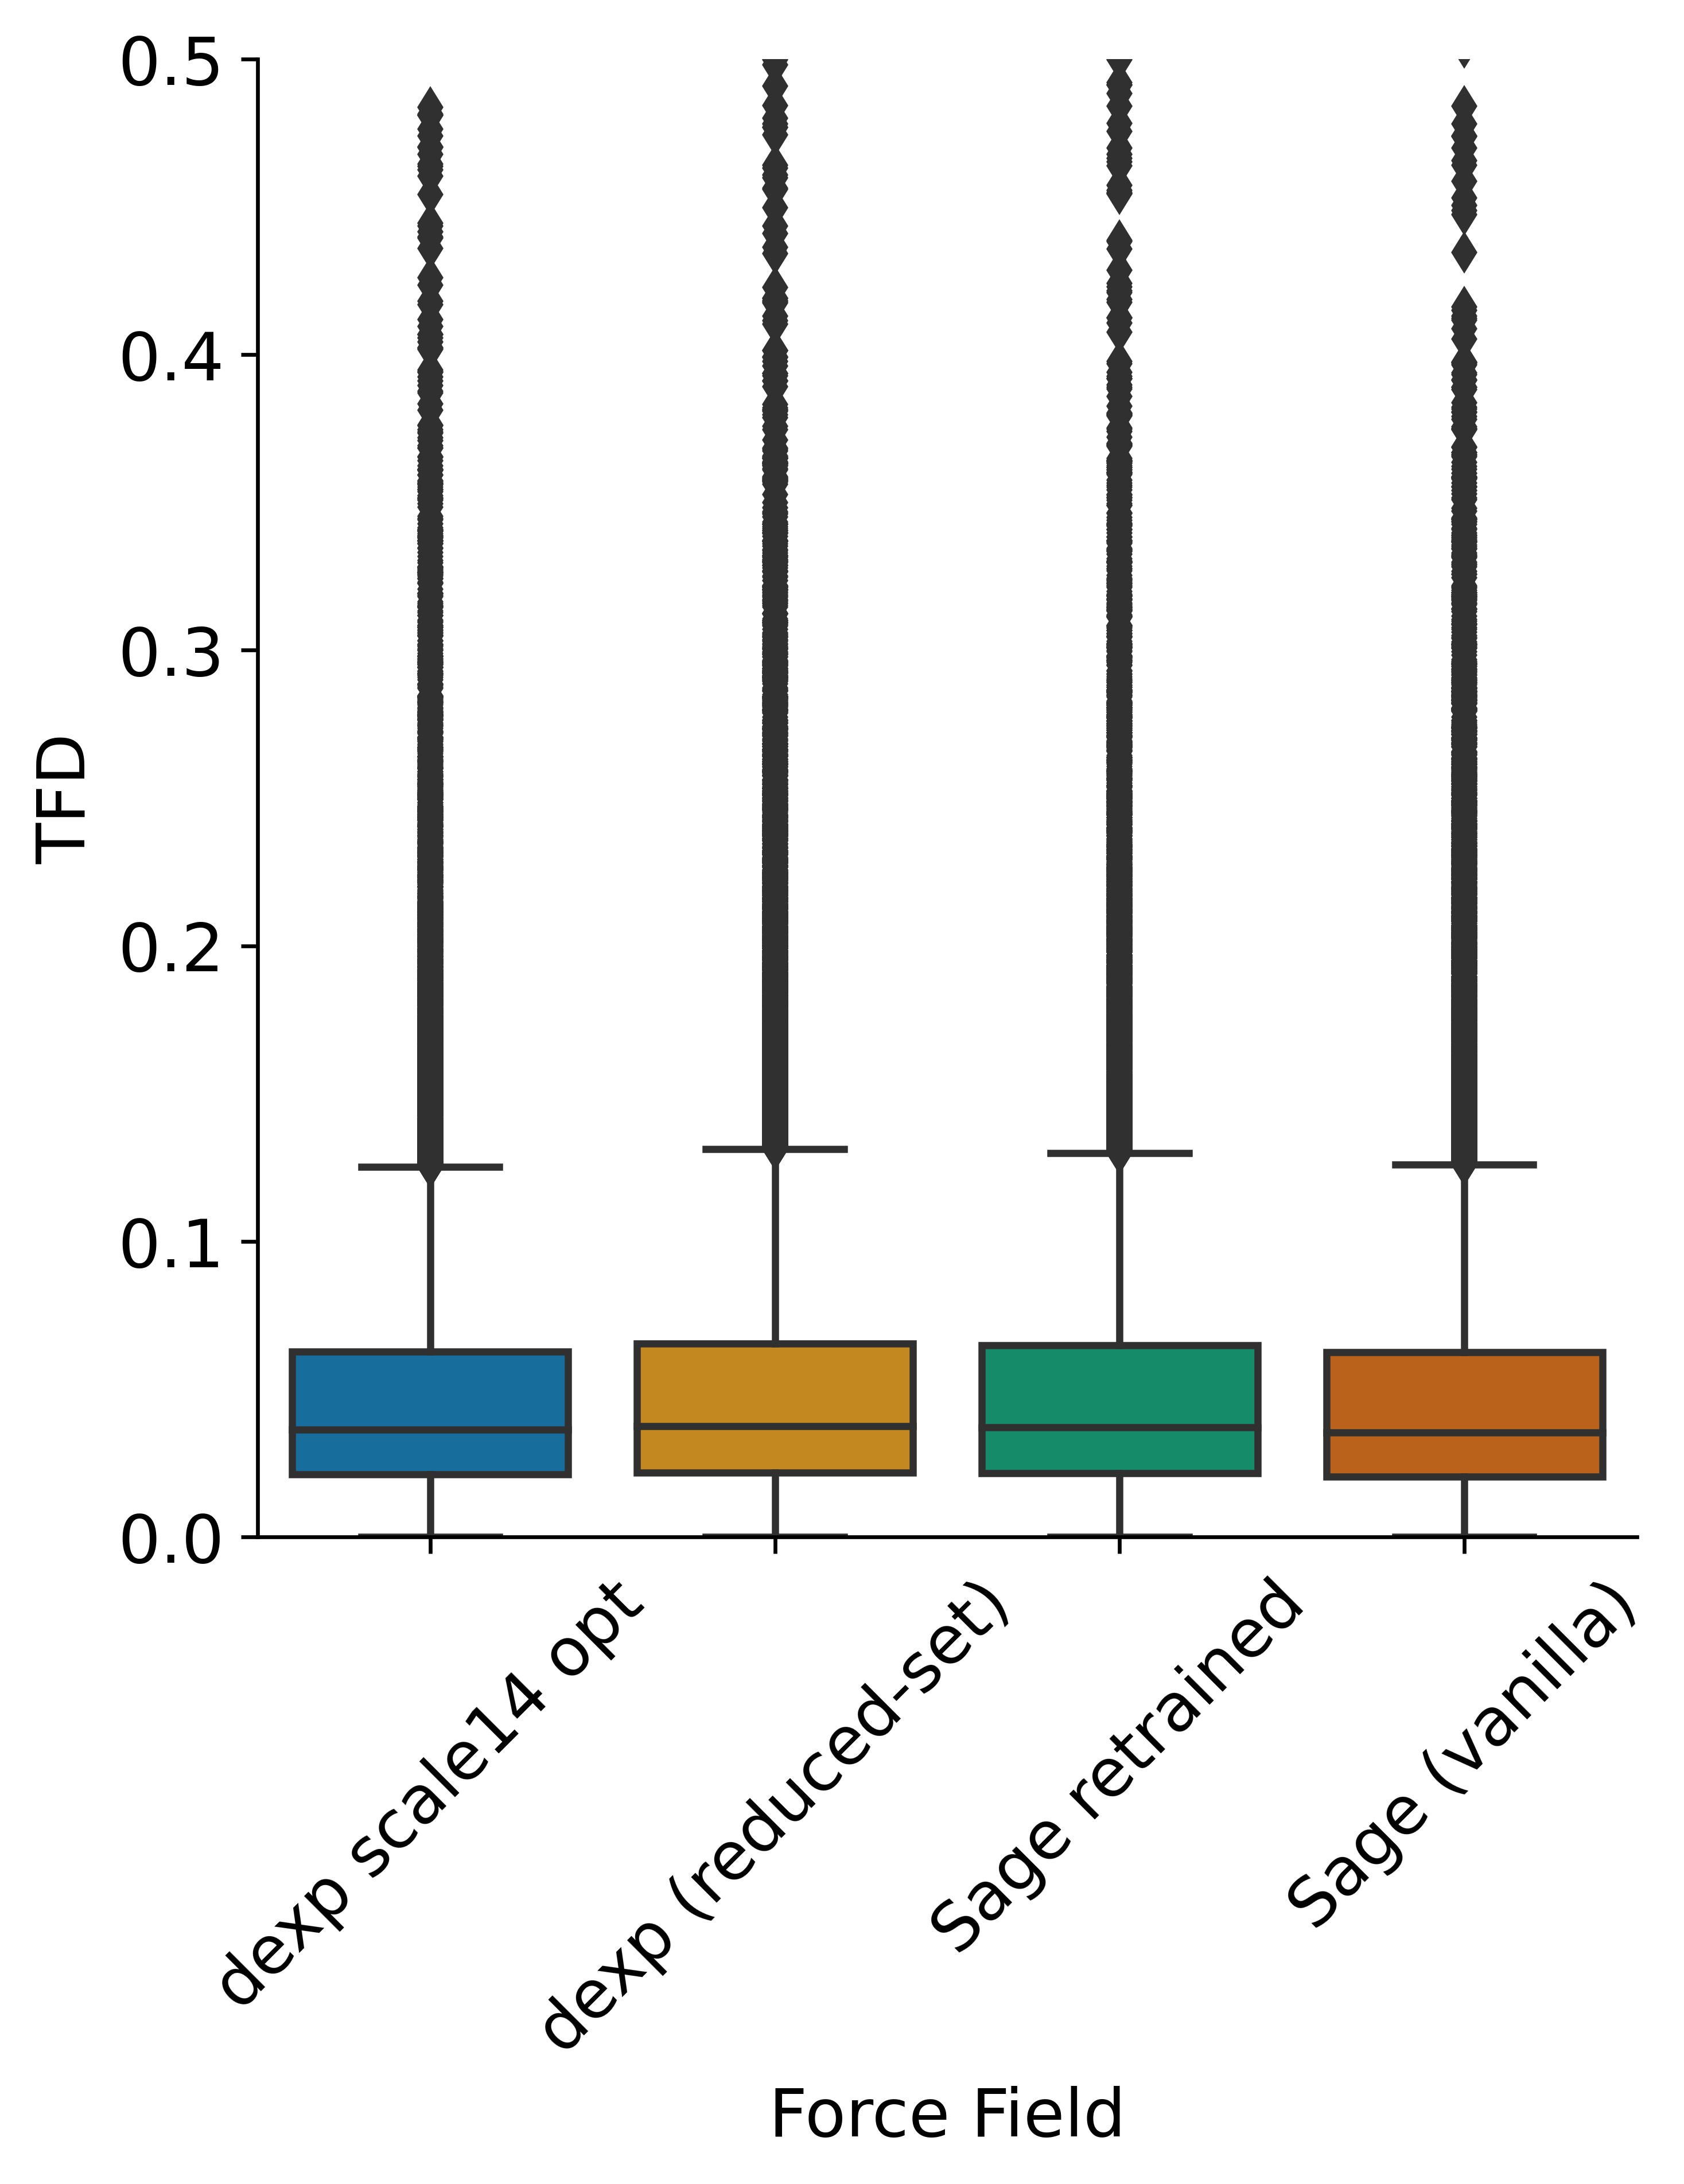 0.5
0.4
0.3
0.2
0.1
0.0
TFD
dexp scale14 opt
dexp (reduced-set)
Sage retrained
Sage (vanilla)
Force Field